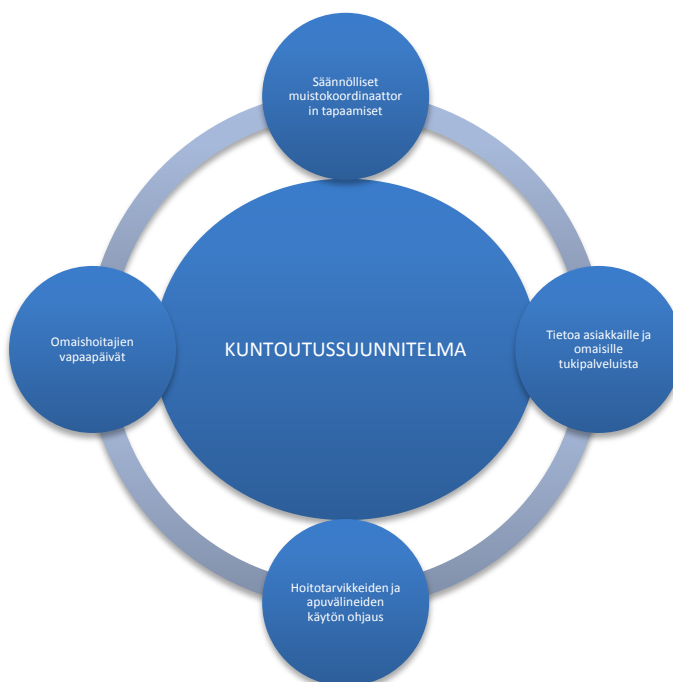 Säännölliset
muistokoordinaattor
in tapaamiset
Omaishoitajien
vapaapäivät
KUNTOUTUSSUUNNITELMA
Tietoa asiakkaille ja
omaisille
tukipalveluista
Hoitotarvikkeiden ja
apuvälineiden
käytön ohjaus